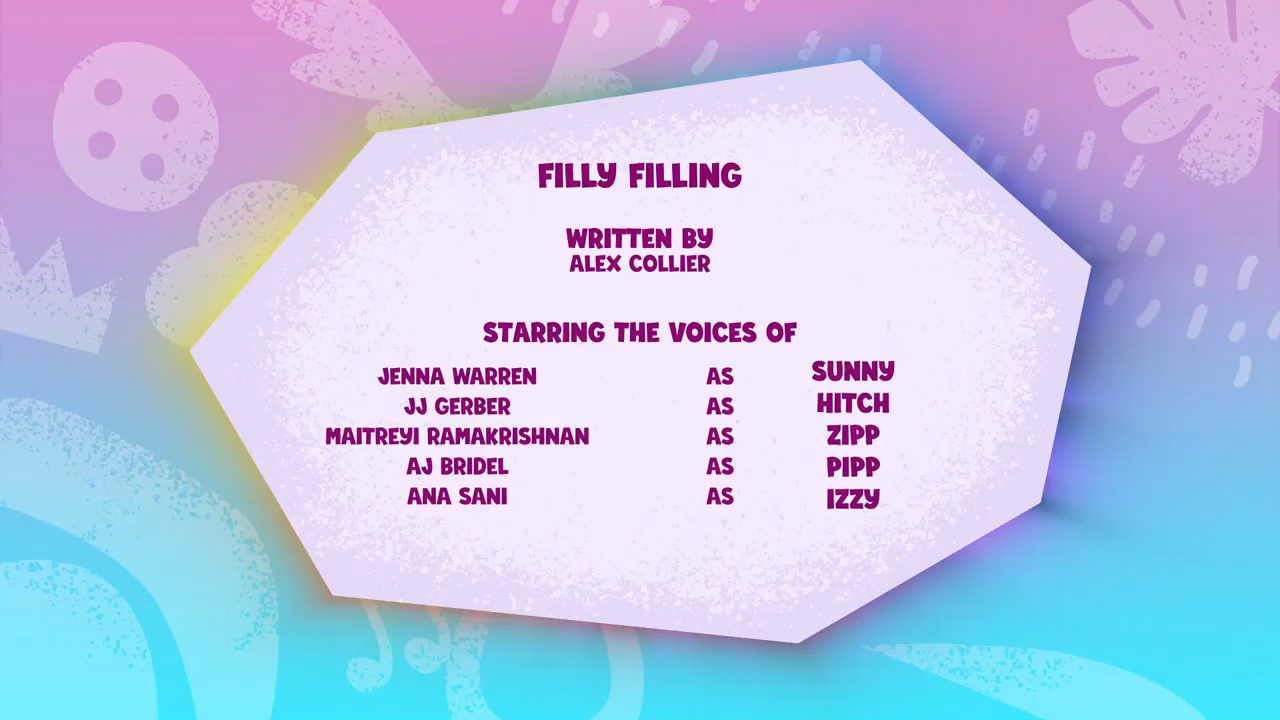 FILLY FILLING
WRITTEN BY
ALEX COLLIER
STARRING THE VOICES OF
JENNA WARREN AS SUNNY
JJ GERBER AS HITCH
MAITREYI RAMAKRISHNAN AS ZIPP
AJ BRIDEL AS PIPP
ANA SANI AS IZZY